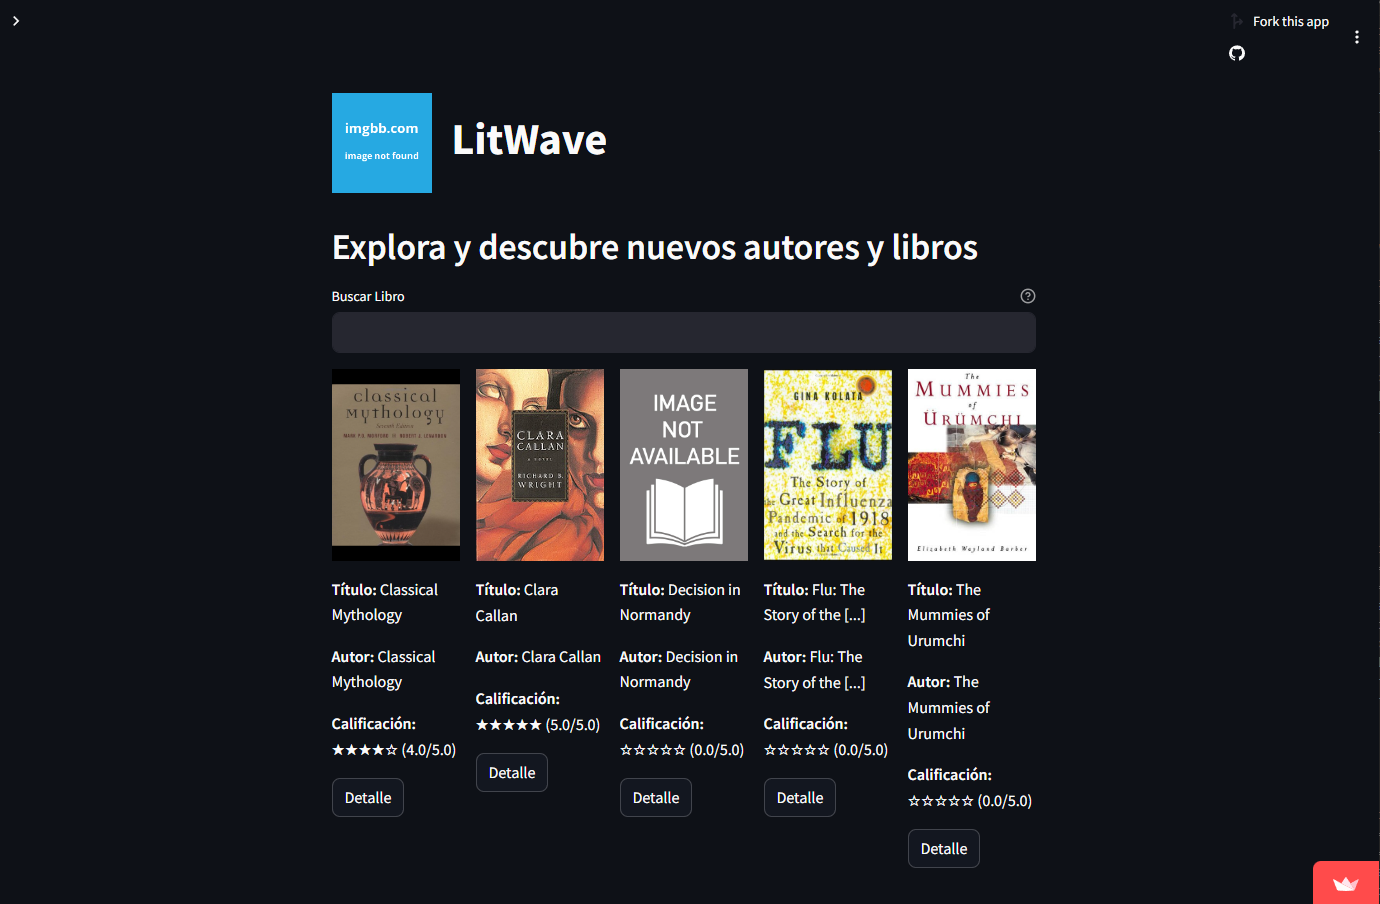 Fork this app
imgbb.com
image not found
LitWave
Explora y descubre nuevos autores y libros
Buscar Libro
classical
mythology
Seventh Edition
MARK P.O. MORFORD
ROBERT J. LENARDON
CLARA
CALLAN
A NOVEL
RICHARD B.
WRIGHT
IMAGE
NOT
AVAILABLE
GINA KOLATA
FLU
The Story of
the Great Influenza
Pandemic of 1918
and the Search for the
Virus that Caused It
The
MUMMIES
of
ÜRÜMCHI
Elizabeth Wayland Barber
Título: Classical
Mythology
Autor: Classical
Mythology
Calificación:
★★★★☆ (4.0/5.0)
Detalle
Título: Clara
Callan
Autor: Clara Callan
Calificación:
★★★★★ (5.0/5.0)
Detalle
Título: Decision in
Normandy
Autor: Decision in
Normandy
Calificación:
☆☆☆☆☆ (0.0/5.0)
Detalle
Título: Flu: The
Story of the [...]
Autor: Flu: The
Story of the [...]
Calificación:
☆☆☆☆☆ (0.0/5.0)
Detalle
Título: The
Mummies of
Urumchi
Autor: The
Mummies of
Urumchi
Calificación:
☆☆☆☆☆ (0.0/5.0)
Detalle